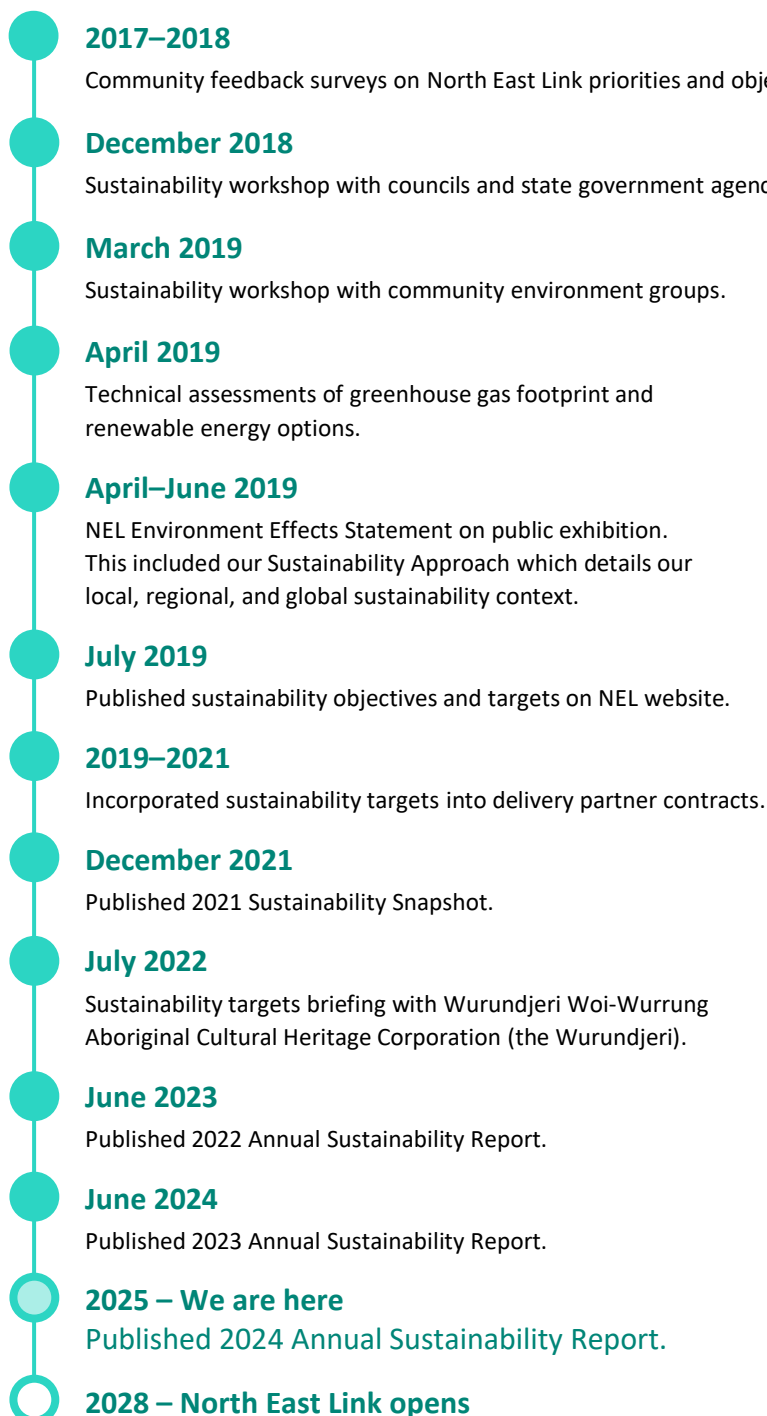 2017–2018
Community feedback surveys on North East Link priorities and
December 2018
Sustainability workshop with councils and state government
March 2019
Sustainability workshop with community environment groups.
April 2019
Technical assessments of greenhouse gas footprint and
renewable energy options.
April–June 2019
NEL Environment Effects Statement on public exhibition.
This included our Sustainability Approach which details our
local, regional, and global sustainability context.
July 2019
Published sustainability objectives and targets on NEL website.
2019–2021
Incorporated sustainability targets into delivery partner contracts.
December 2021
Published 2021 Sustainability Snapshot.
July 2022
Sustainability targets briefing with Wurundjeri Woi-Wurrung
Aboriginal Cultural Heritage Corporation (the Wurundjeri).
June 2023
Published 2022 Annual Sustainability Report.
June 2024
Published 2023 Annual Sustainability Report.
2025 – We are here
Published 2024 Annual Sustainability Report.
2028 – North East Link opens